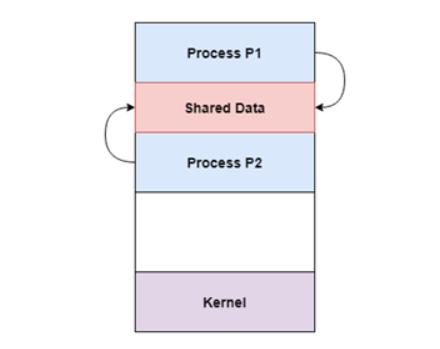 Process P1
Shared Data
Process P2
Kernel